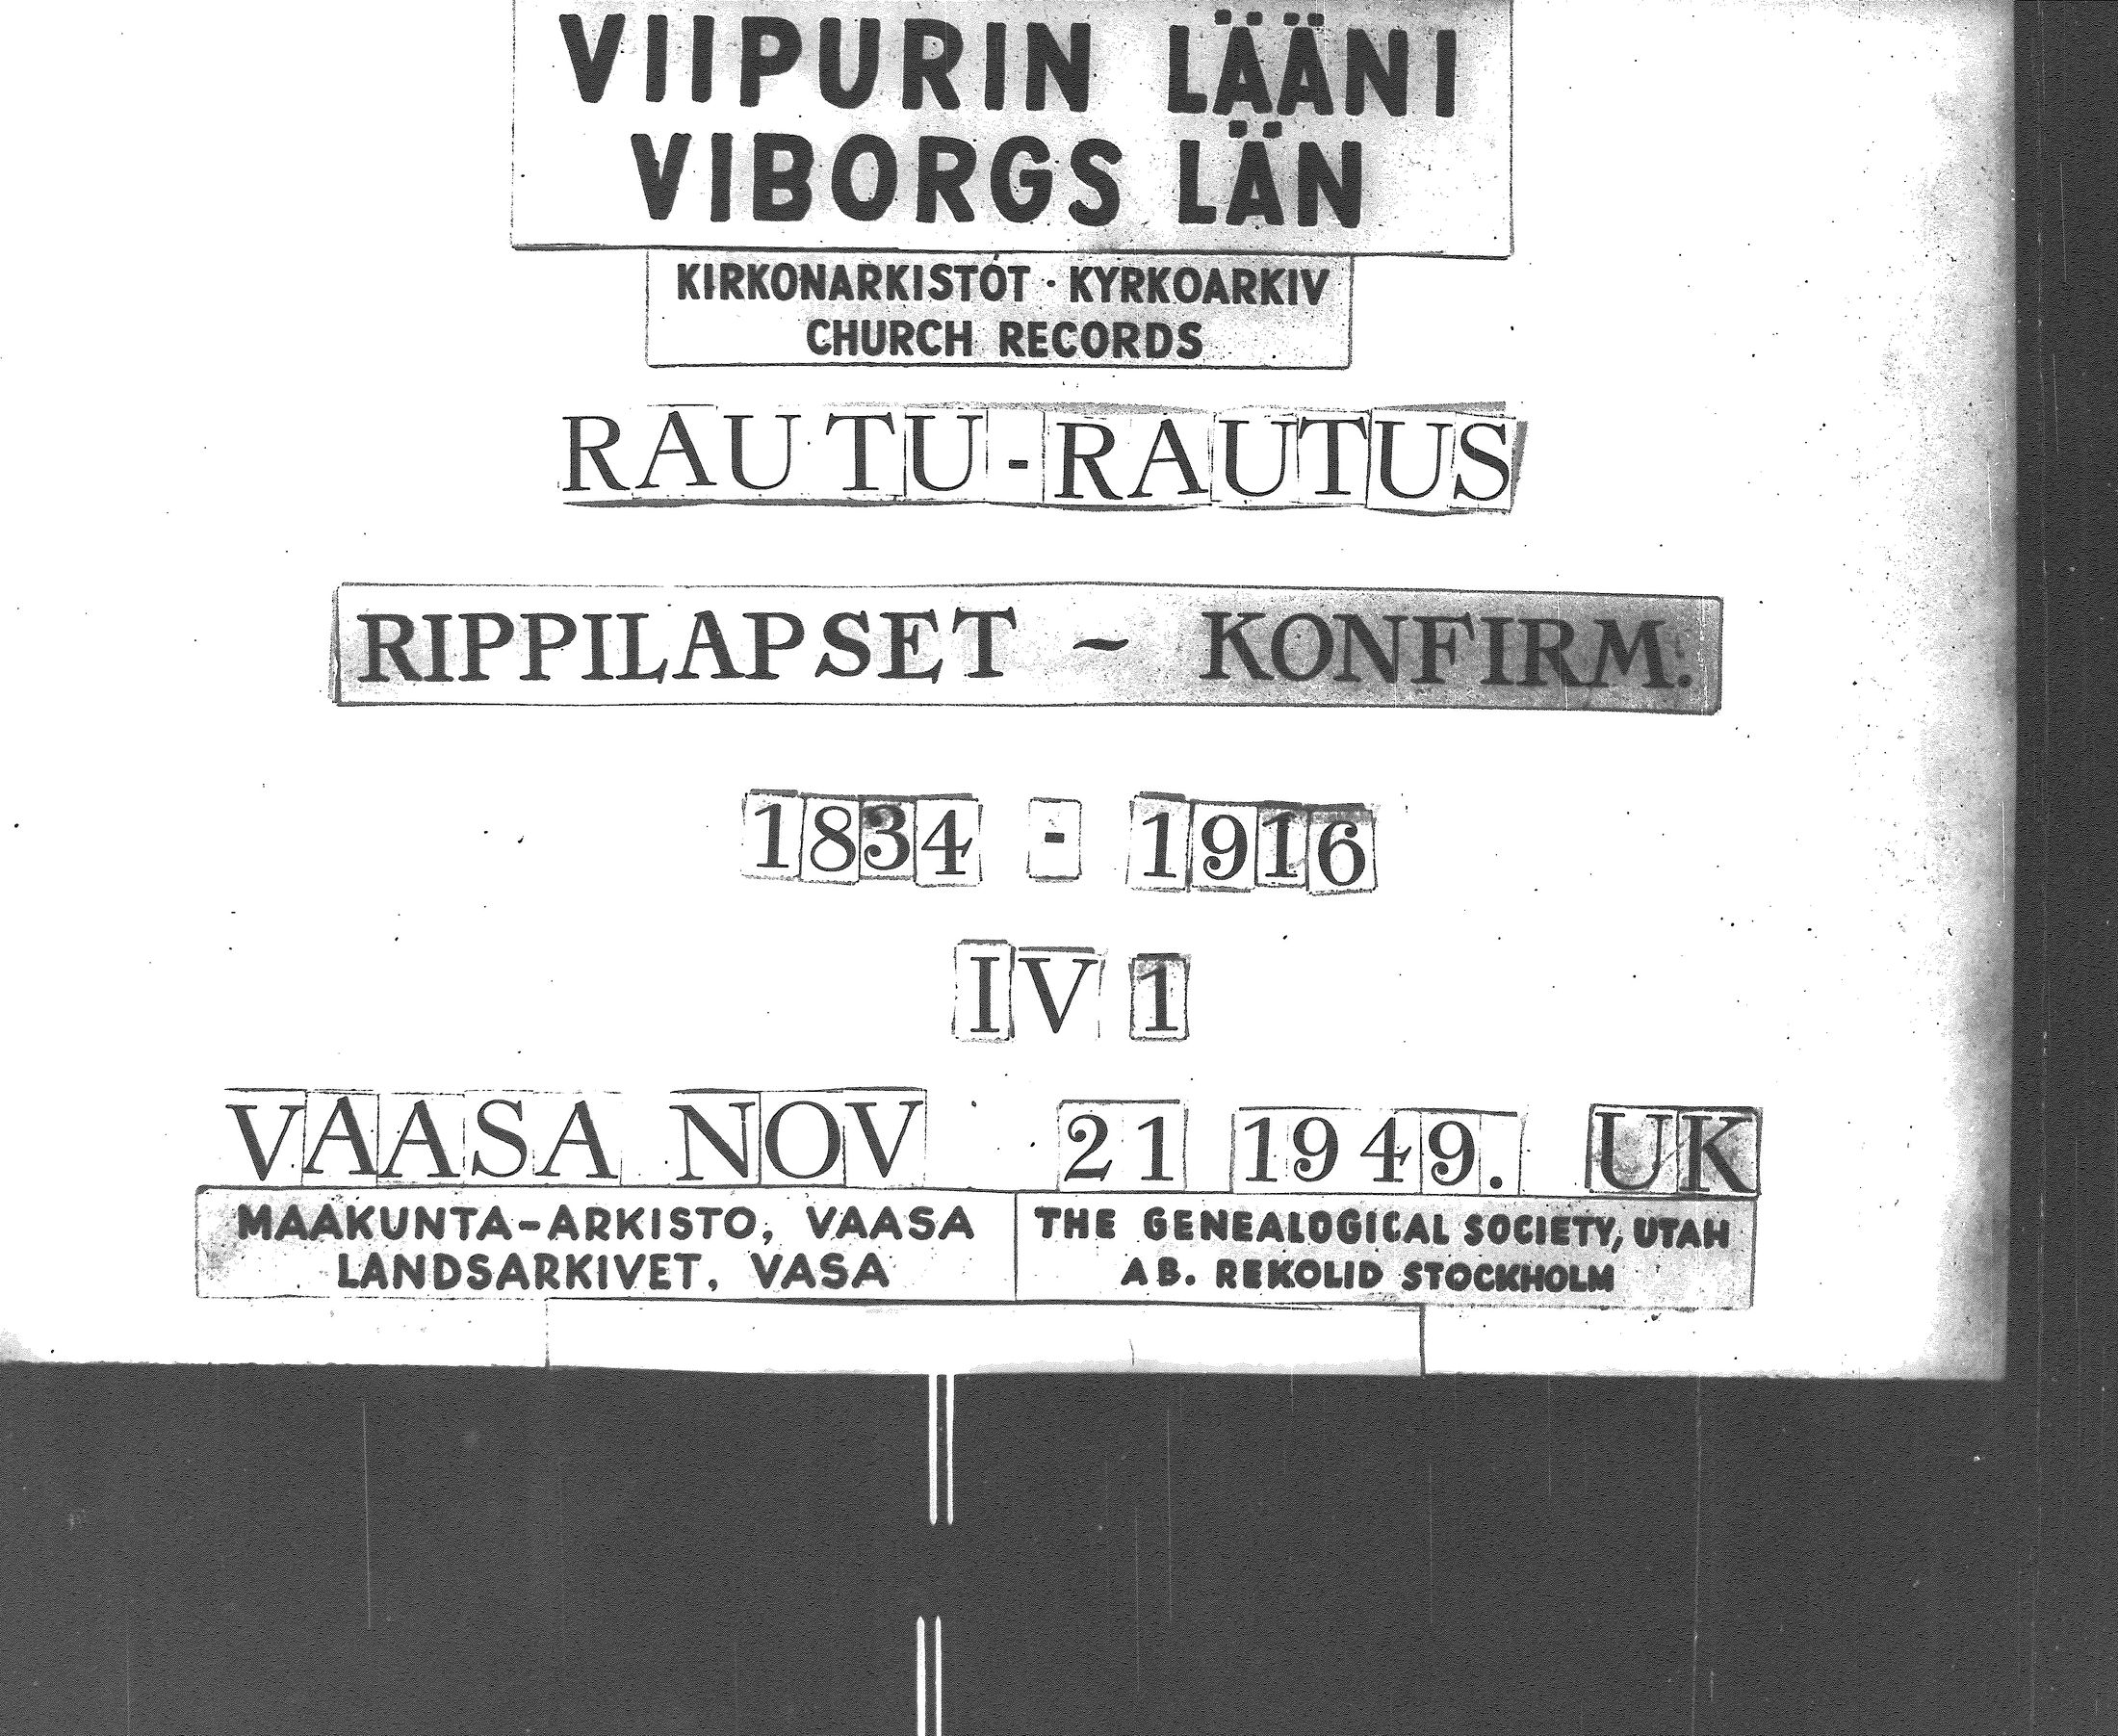 VIIPURIN LÄÄNI
VIBORGS LÄN
KIRKONARKISTOT · KYRKOARKIV
CHURCH RECORDS
RAUTU-RAUTUS
RIPPILAPSET ~ KONFIRM.
1834 - 1916
IV 1
VAASA NOV 21 1949. UK
MAAKUNTA-ARKISTO, VAASA
LANDSARKIVET, VASA
THE GENEALOGICAL SOCIETY, UTAH
AB. REKOLID STOCKHOLM